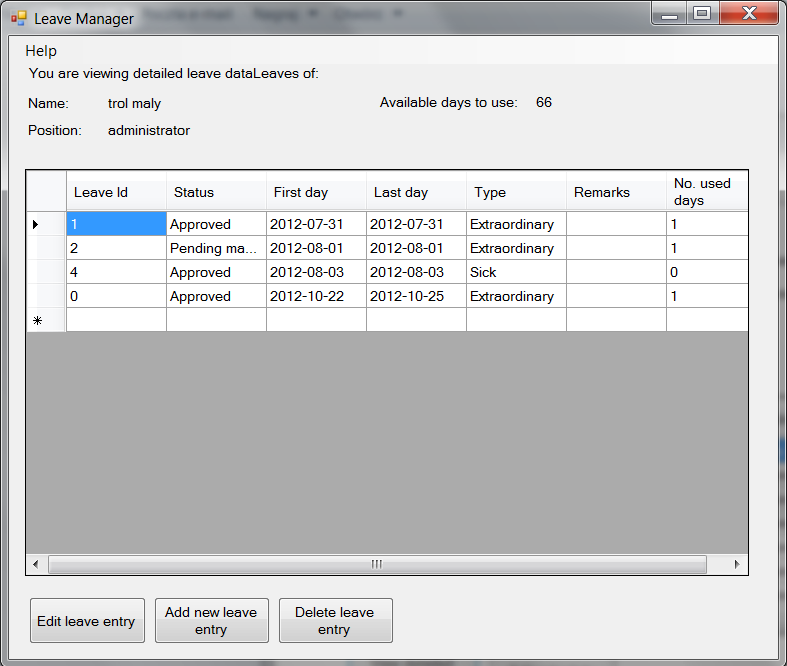 Leave Manager
Help
You are viewing detailed leave dataLeaves of:
Name: trol maly Available days to use: 66
Position: administrator
Leave Id Status First day Last day Type Remarks No. used days
1 Approved 2012-07-31 2012-07-31 Extraordinary 1
2 Pending ma... 2012-08-01 2012-08-01 Extraordinary 1
4 Approved 2012-08-03 2012-08-03 Sick 0
0 Approved 2012-10-22 2012-10-25 Extraordinary 1
Edit leave entry Add new leave entry Delete leave entry